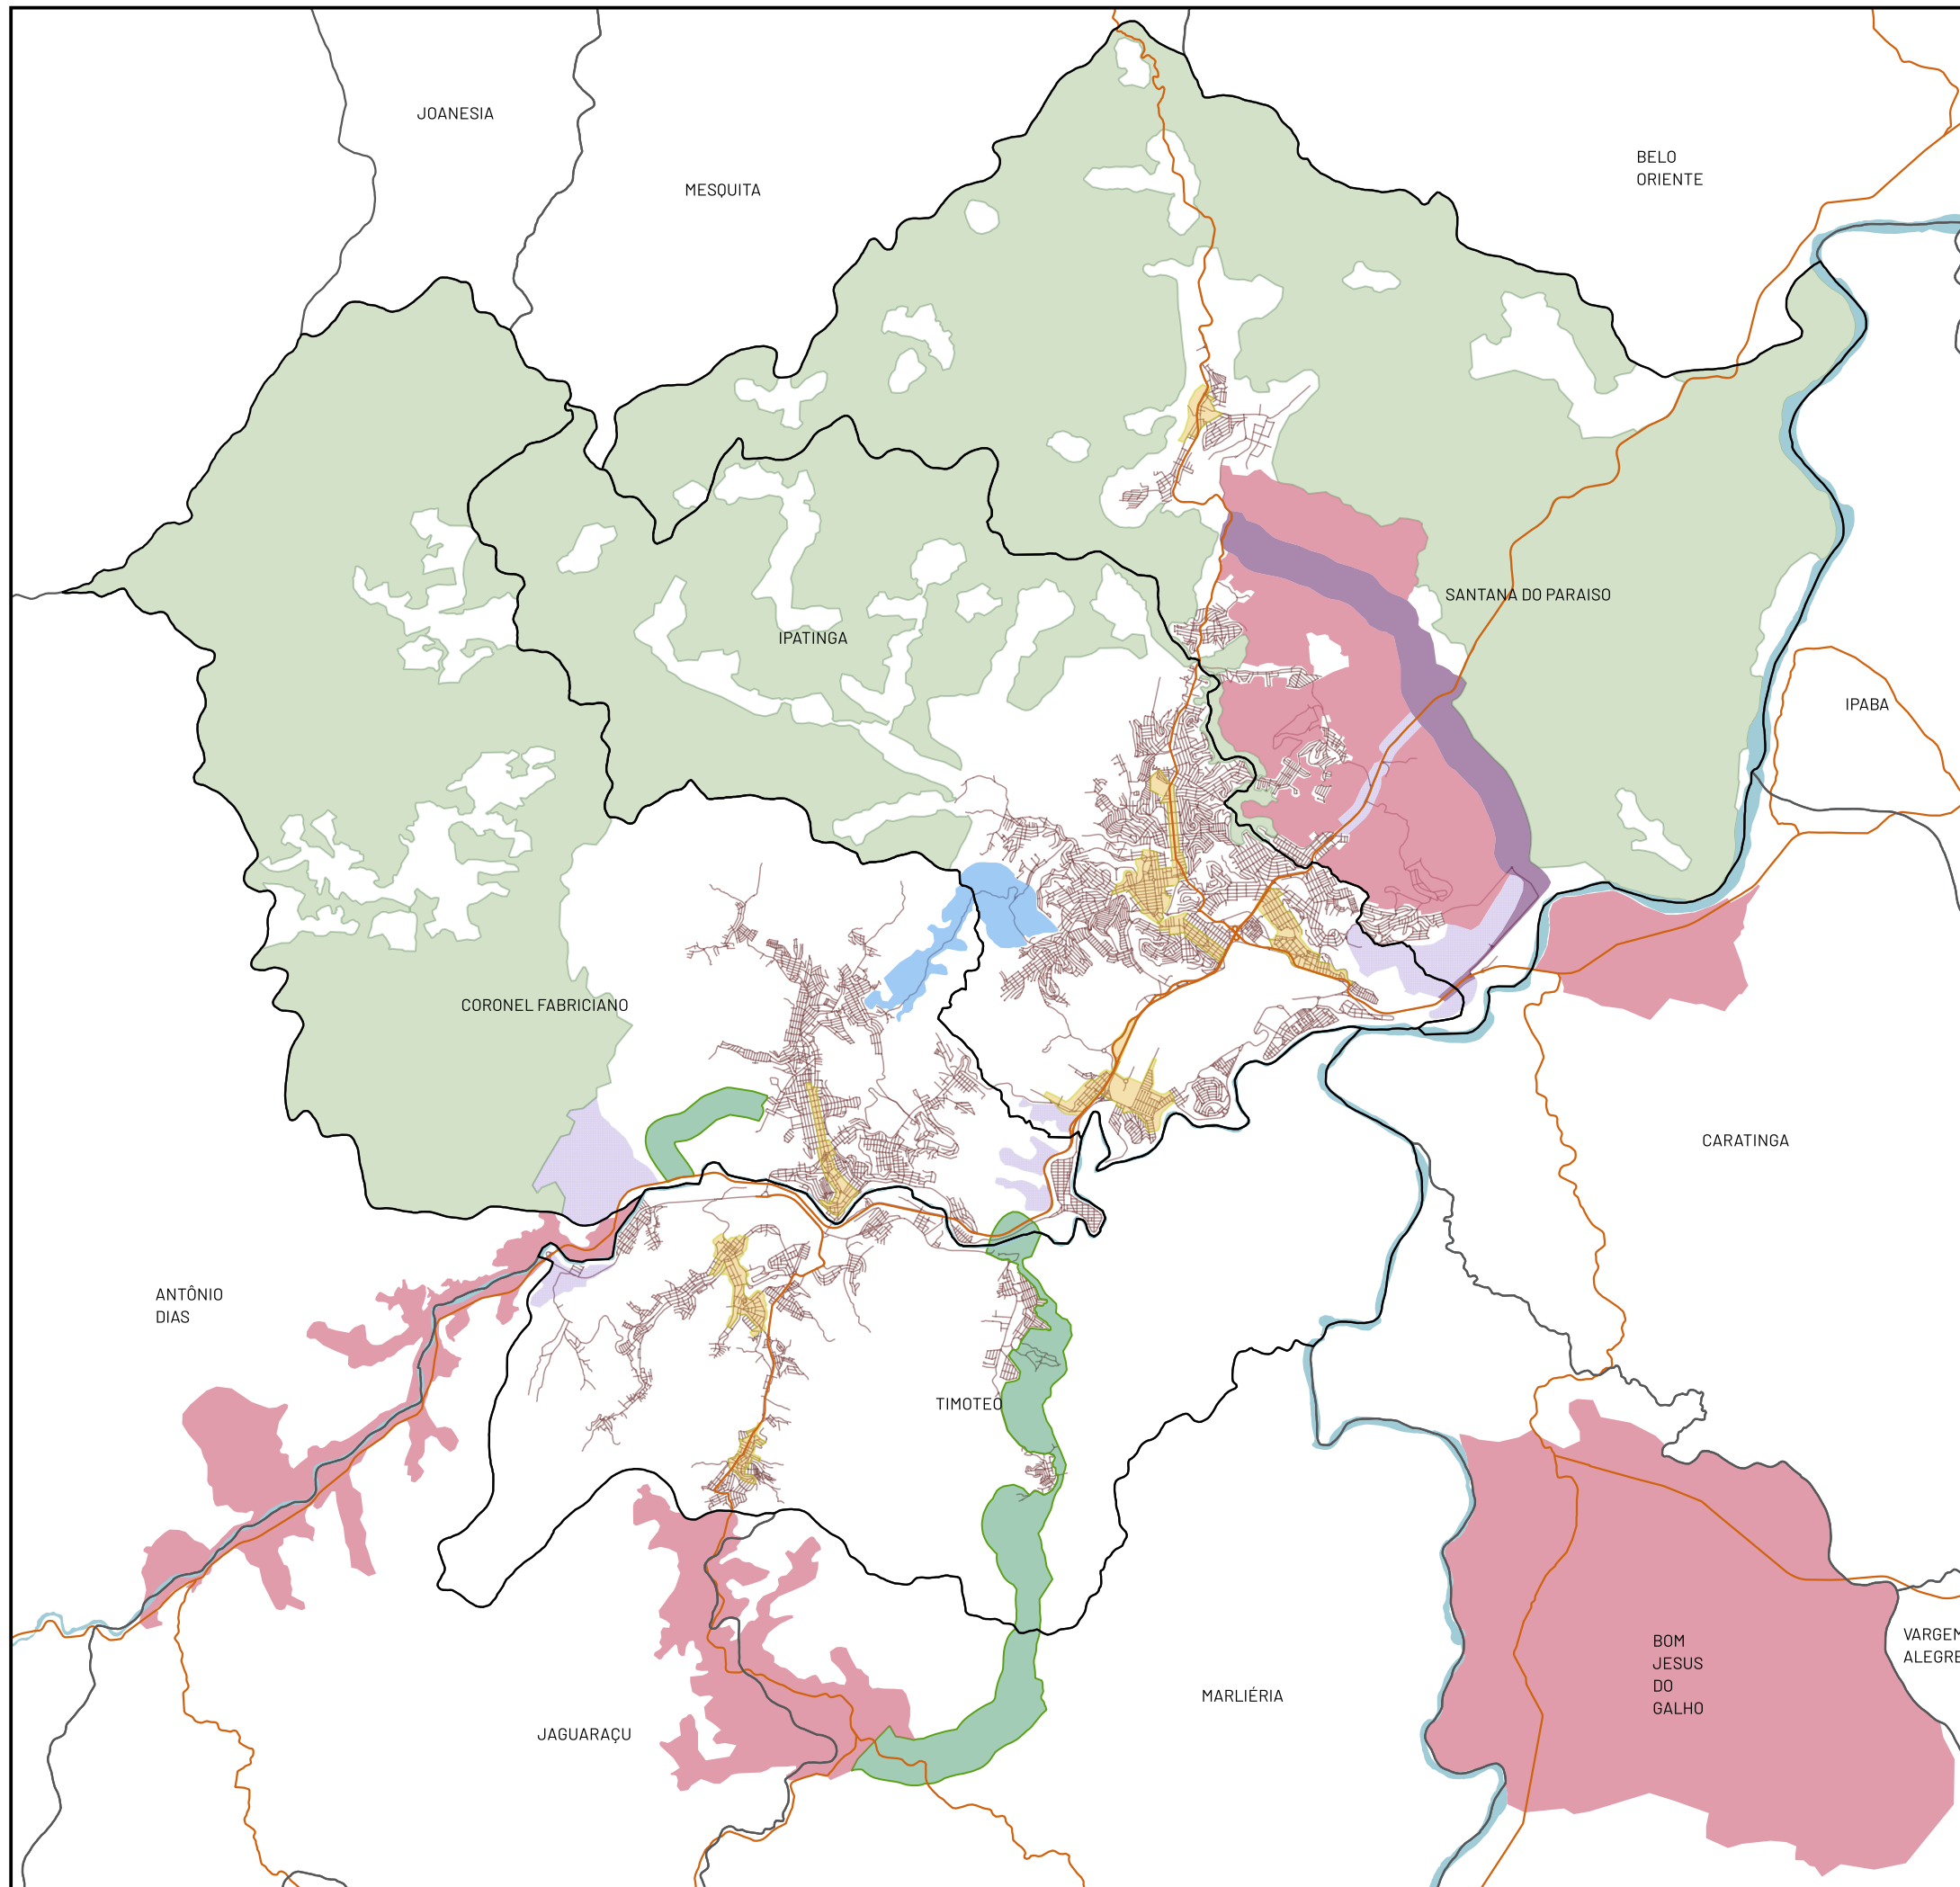 JOANESIA
MESQUITA
BELO
ORIENTE
SANTANA DO PARAISO
IPATINGA
IPABA
CORONEL FABRICIANO
CARATINGA
ANTÔNIO
DIAS
TIMOTEO
BOM
JESUS
DO
GALHO
VARGEM
ALEGRE
MARLIÉRIA
JAGUARAÇU